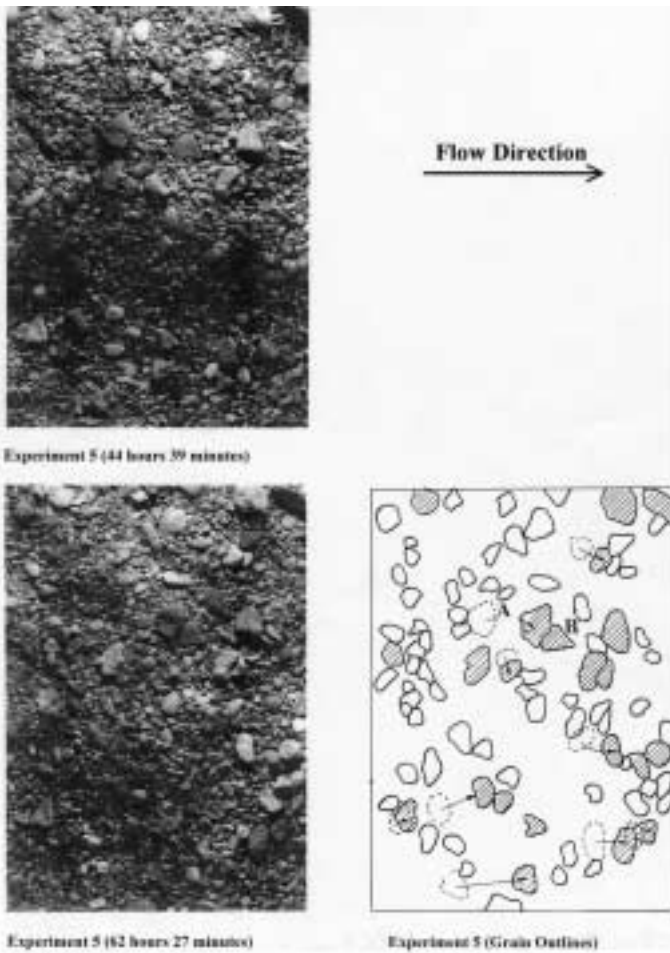 Flow Direction
Experiment 5 (44 hours 39 minutes)
A
B
Experiment 5 (62 hours 27 minutes)
Experiment 5 (Grain Outlines)